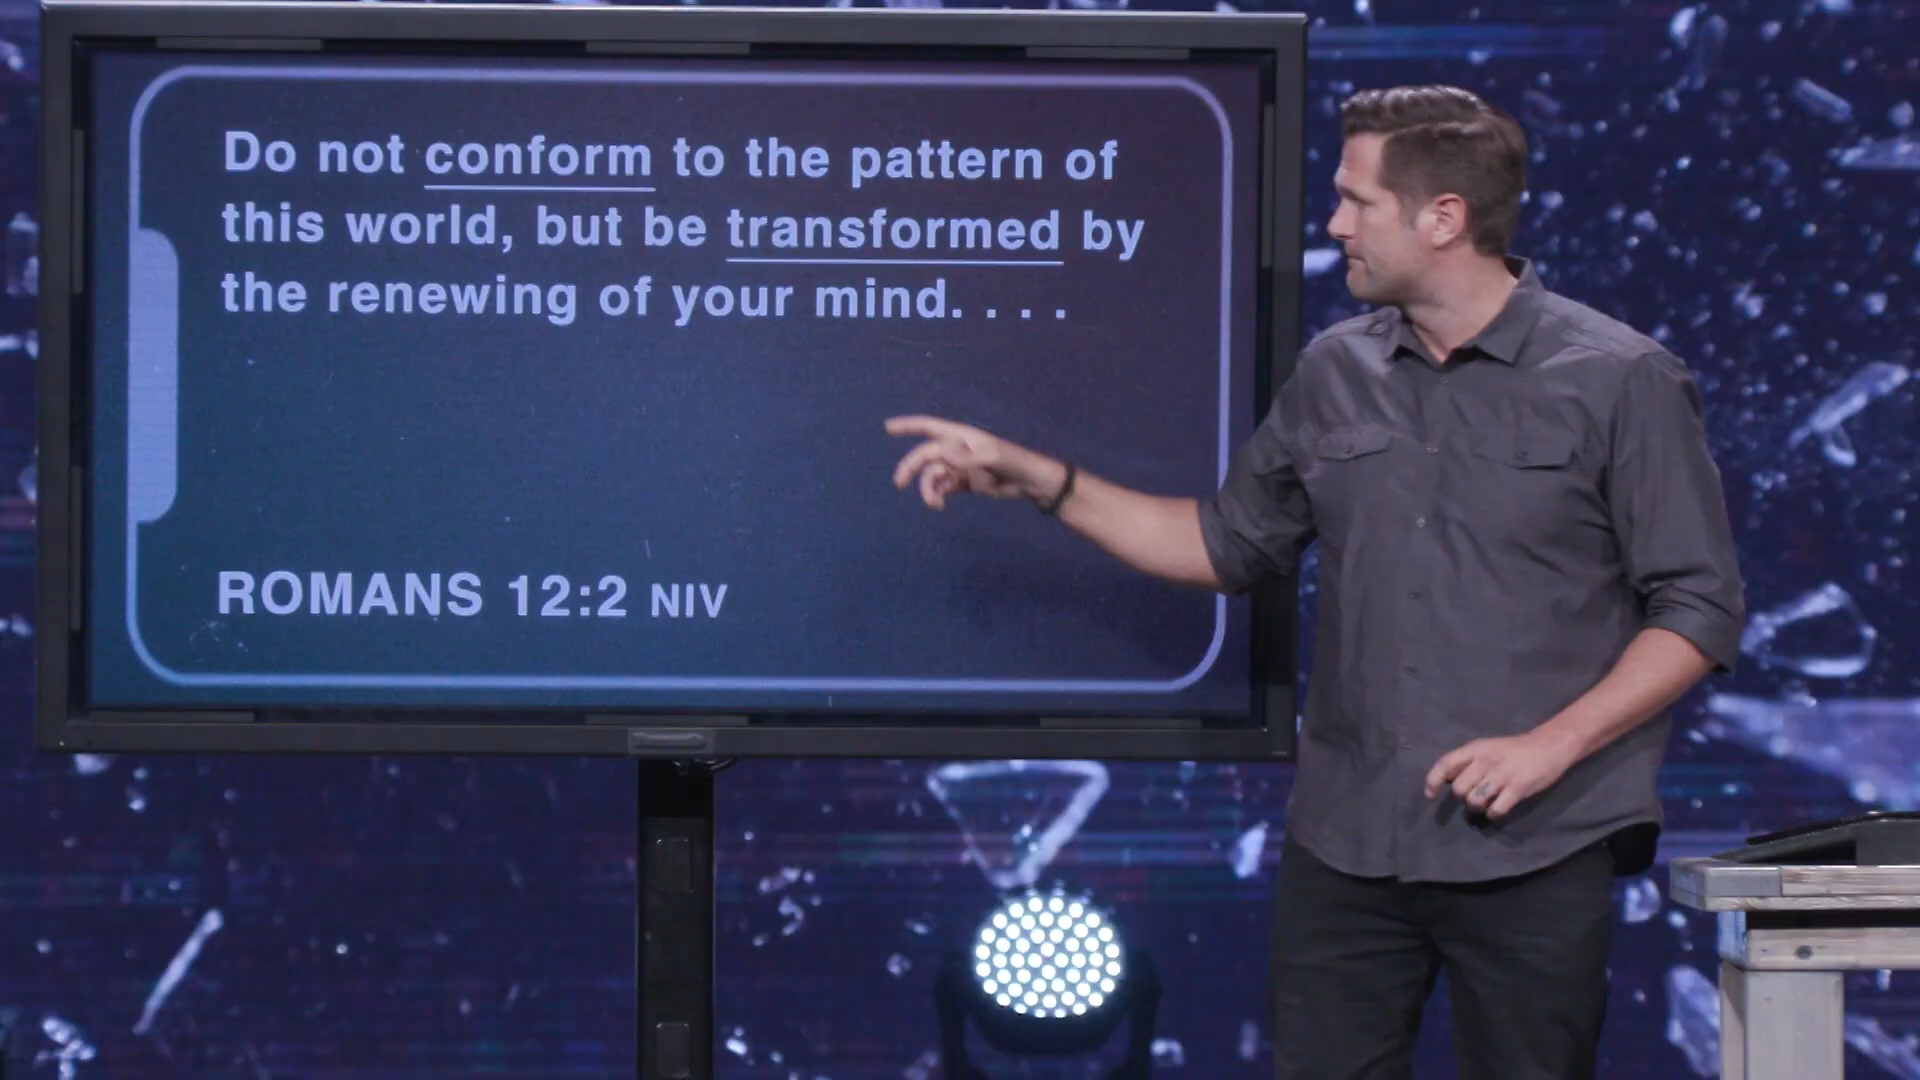 Do not conform to the pattern of
this world, but be transformed by
the renewing of your mind. . . .
ROMANS 12:2 NIV